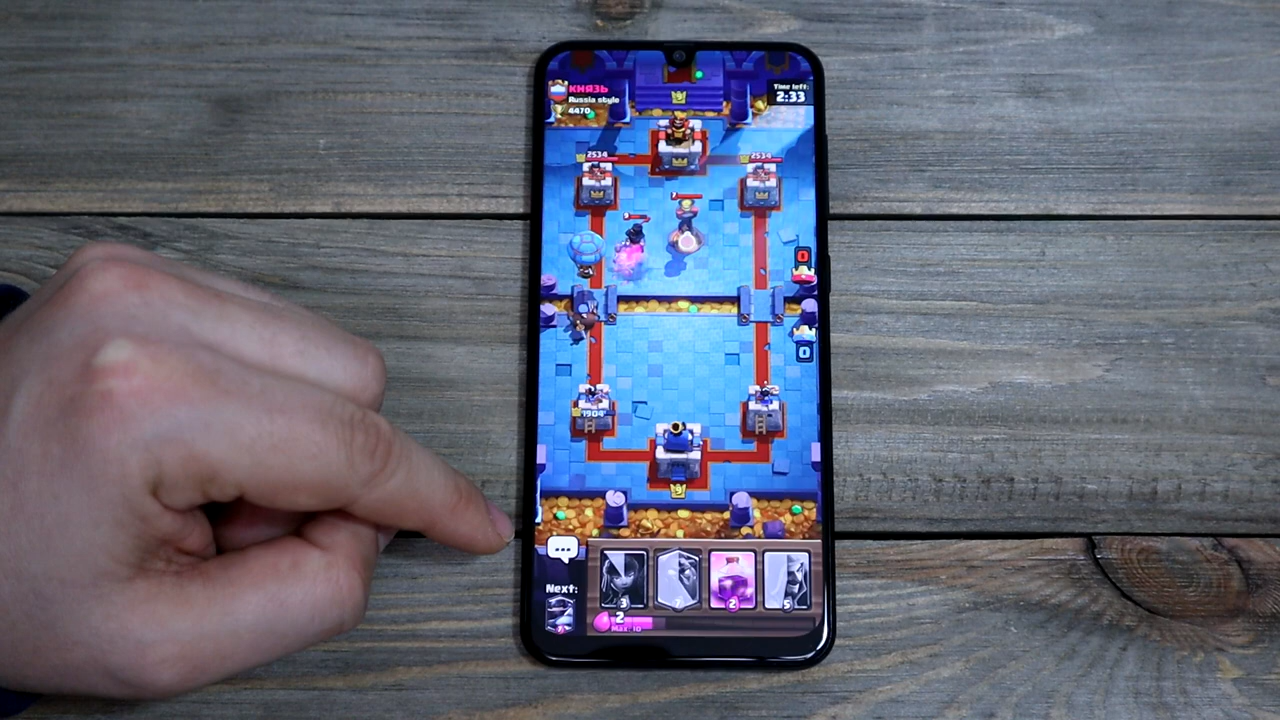 князь
Russia style
4470
Time left:
2:33
2534
2534
0
0
1904
...
Next:
3
7
2
5
2
Max: 10